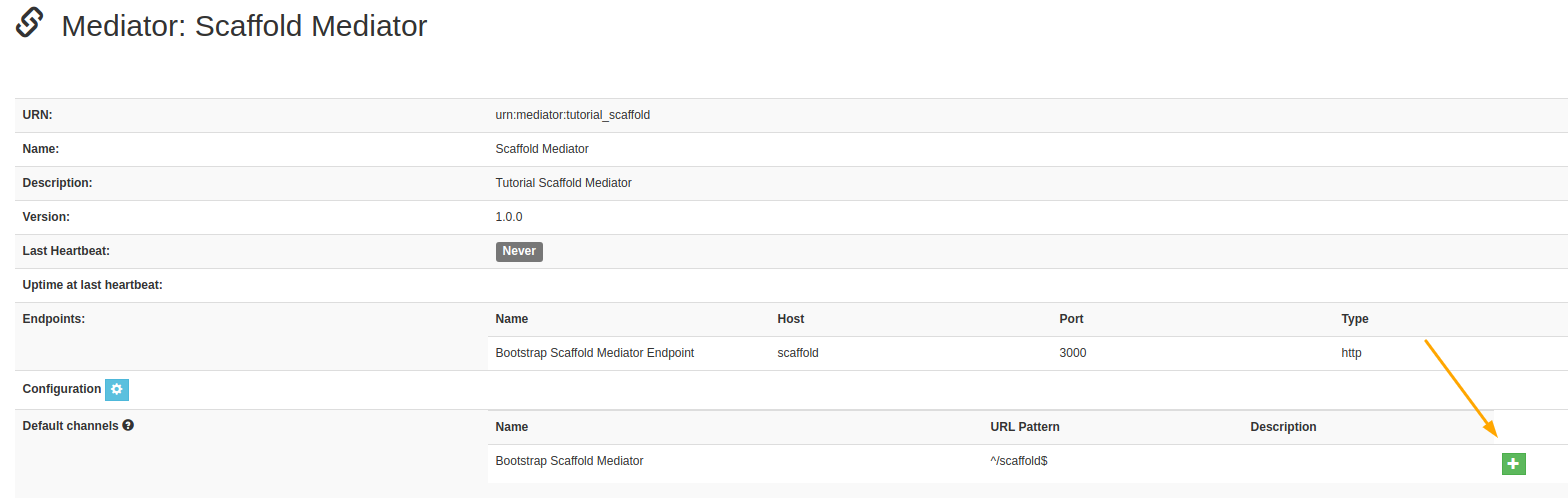 Mediator: Scaffold Mediator
URN: urn:mediator:tutorial_scaffold
Name: Scaffold Mediator
Description: Tutorial Scaffold Mediator
Version: 1.0.0
Last Heartbeat: Never
Uptime at last heartbeat:
Endpoints: Name Host Port Type
Bootstrap Scaffold Mediator Endpoint scaffold 3000 http
Configuration
Default channels Name URL Pattern Description
Bootstrap Scaffold Mediator ^/scaffold$